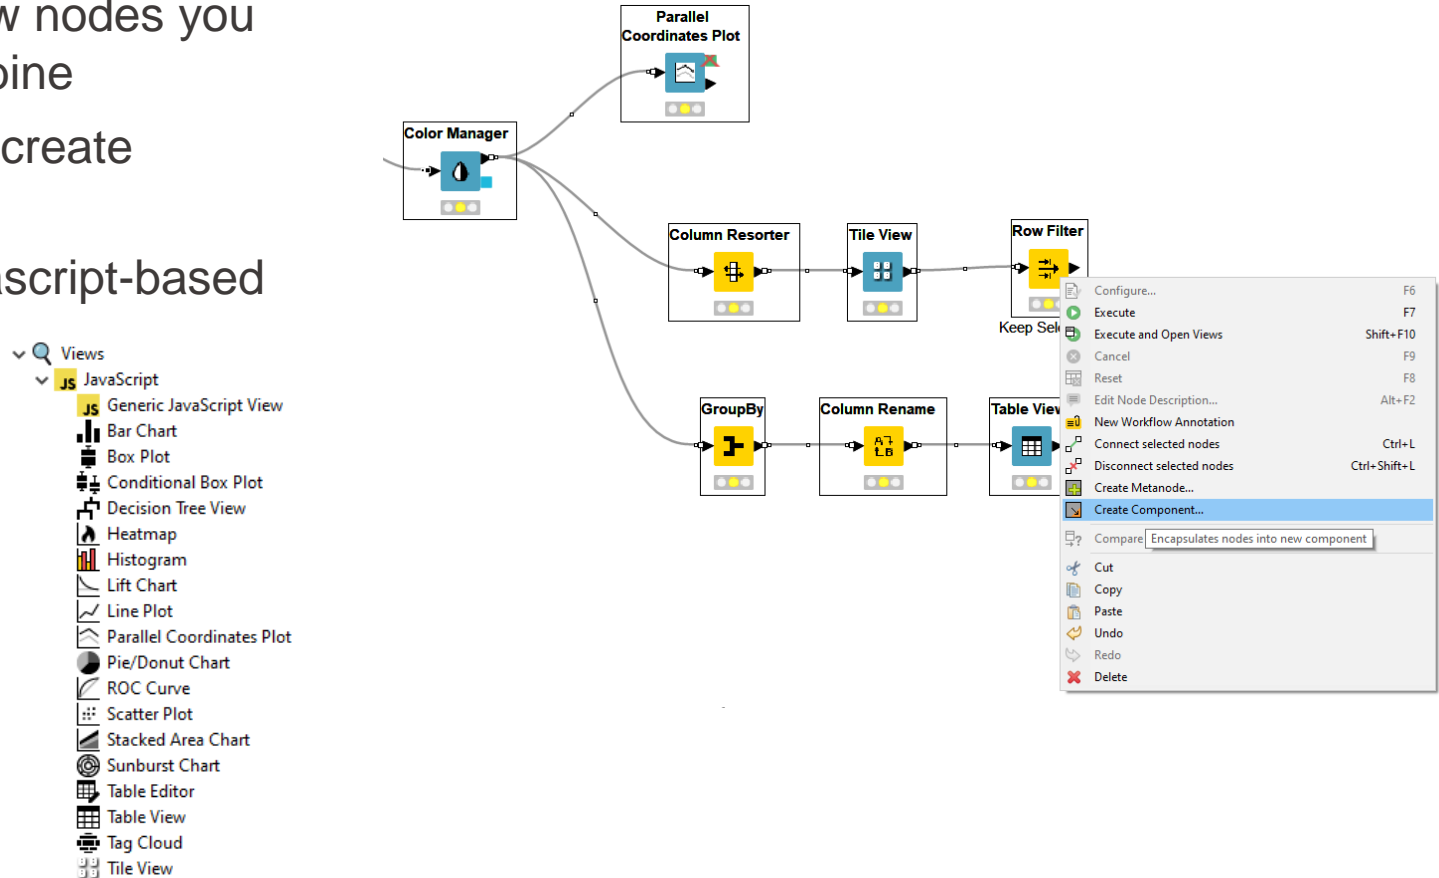 nodes you
create
-based
Views
JavaScript
JS
JS
Generic JavaScript View
Bar Chart
Box Plot
Conditional Box Plot
Decision Tree View
Heatmap
Histogram
Lift Chart
Line Plot
Parallel Coordinates Plot
Pie/Donut Chart
ROC Curve
Scatter Plot
Stacked Area Chart
Sunburst Chart
Table Editor
Table View
Tag Cloud
Tile View
Parallel
Coordinates Plot
Color Manager
Column Resorter
Tile View
Row Filter
Keep
GroupBy
Column Rename
Table View
Configure... F6
Execute F7
Execute and Open Views Shift+F10
Cancel F9
Reset F8
Edit Node Description... Alt+F2
New Workflow Annotation
Connect selected nodes Ctrl+L
Disconnect selected nodes Ctrl+Shift+L
Create Metanode...
Create Component...
Compare
Encapsulates nodes into new component
Cut
Copy
Paste
Undo
Redo
Delete